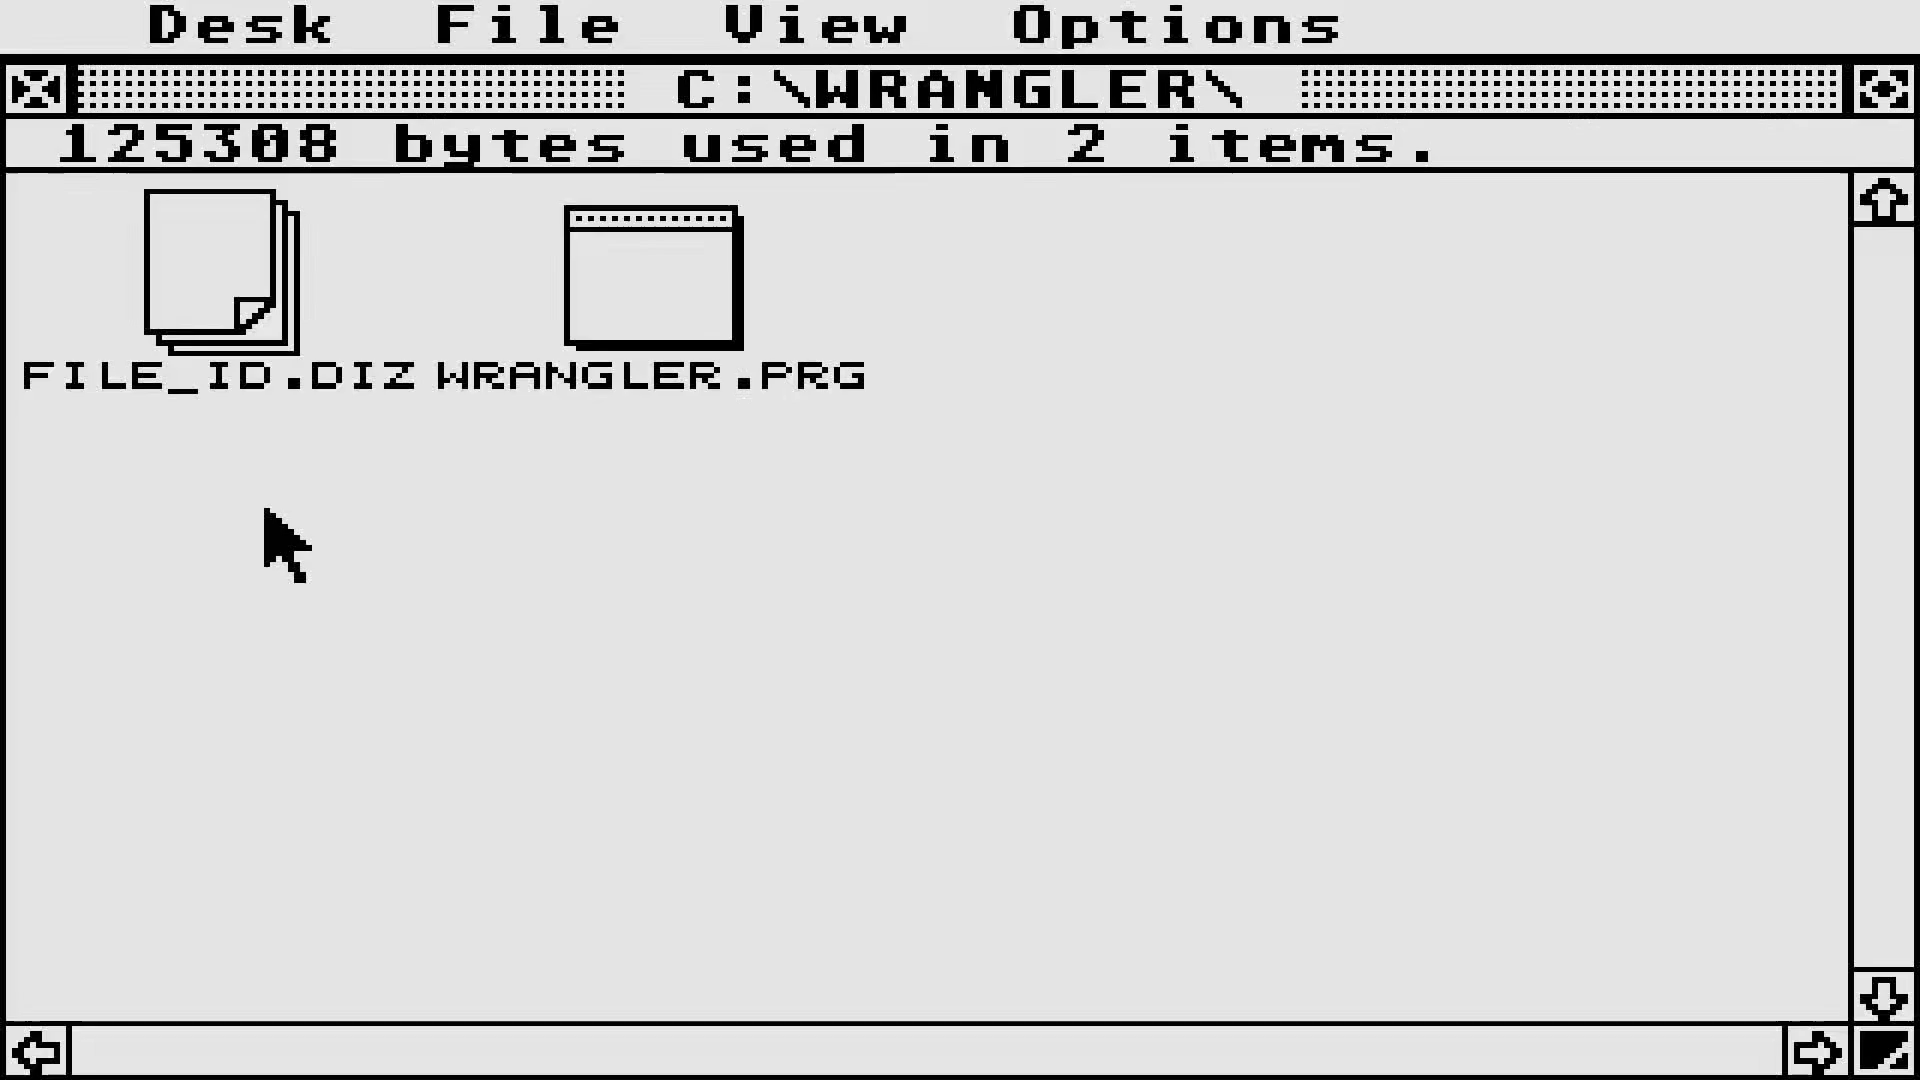 Desk File View Options
C:\WRANGLER\
125308 bytes used in 2 items.
FILE_ID.DIZ WRANGLER.PRG